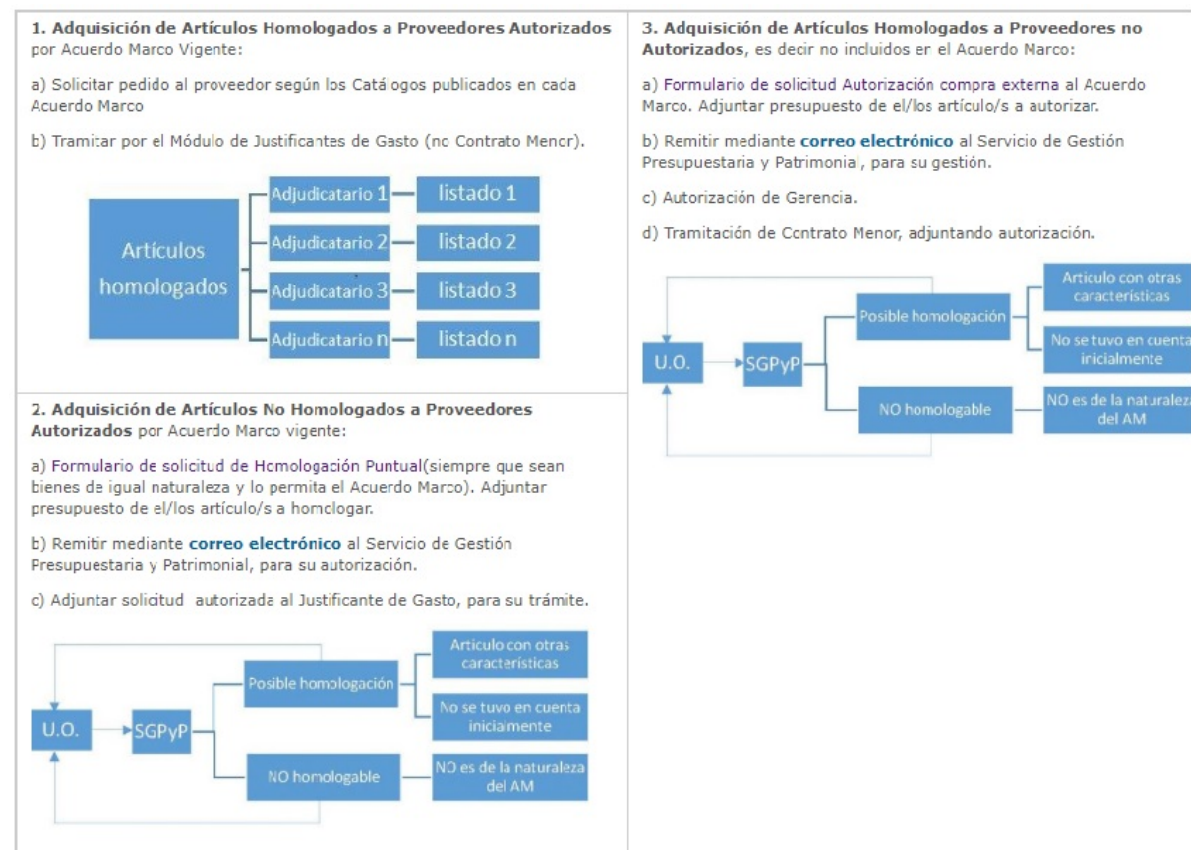 1. Adquisición de Artículos Homologados a Proveedores Autorizados
por Acuerdo Marco Vigente:
a) Solicitar pedido al proveedor según los Catálogos publicados en cada
Acuerdo Marco
b) Tramitar por el Módulo de Justificantes de Gasto (no Contrato Menor).
Artículos
homologados
Adjudicatario 1
listado 1
Adjudicatario 2
listado 2
Adjudicatario 3
listado 3
Adjudicatario n
listado n
2. Adquisición de Artículos No Homologados a Proveedores
Autorizados por Acuerdo Marco vigente:
a) Formulario de solicitud de Homologación Puntual(siempre que sean
bienes de igual naturaleza y lo permita el Acuerdo Marco). Adjuntar
presupuesto de el/los artículo/s a homologar.
b) Remitir mediante correo electrónico al Servicio de Gestión
Presupuestaria y Patrimonial, para su autorización.
c) Adjuntar solicitud autorizada al Justificante de Gasto, para su trámite.
U.O.
SGPyP
Posible homologación
Articulo con otras
características
No se tuvo en cuenta
inicialmente
NO homologable
NO es de la naturaleza
del AM
3. Adquisición de Artículos Homologados a Proveedores no
Autorizados, es decir no incluidos en el Acuerdo Narco:
a) Formulario de solicitud Autorización compra externa al Acuerdo
Marco. Adjuntar presupuesto de el/los artículo/s a autorizar.
b) Remitir mediante correo electrónico al Servicio de Gestión
Presupuestaria y Patrimonial, para su gestión.
c) Autorización de Gerencia.
d) Tramitación de Contrato Menor, adjuntando autorización.
U.O.
SGPyP
Posible homologación
Articulo con otras
características
No se tuvo en cuenta
inicialmente
NO homologable
NO es de la naturaleza
del AM